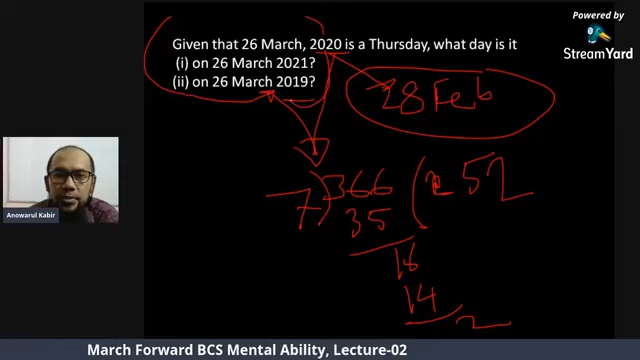 Powered by
StreamYard
Given that 26 March, 2020 is a Thursday, what day is it
(i) on 26 March 2021?
(ii) on 26 March 2019?
28 Feb
7) 366 ( 52
35
16
14
2
Anowarul Kabir
March Forward BCS Mental Ability, Lecture-02